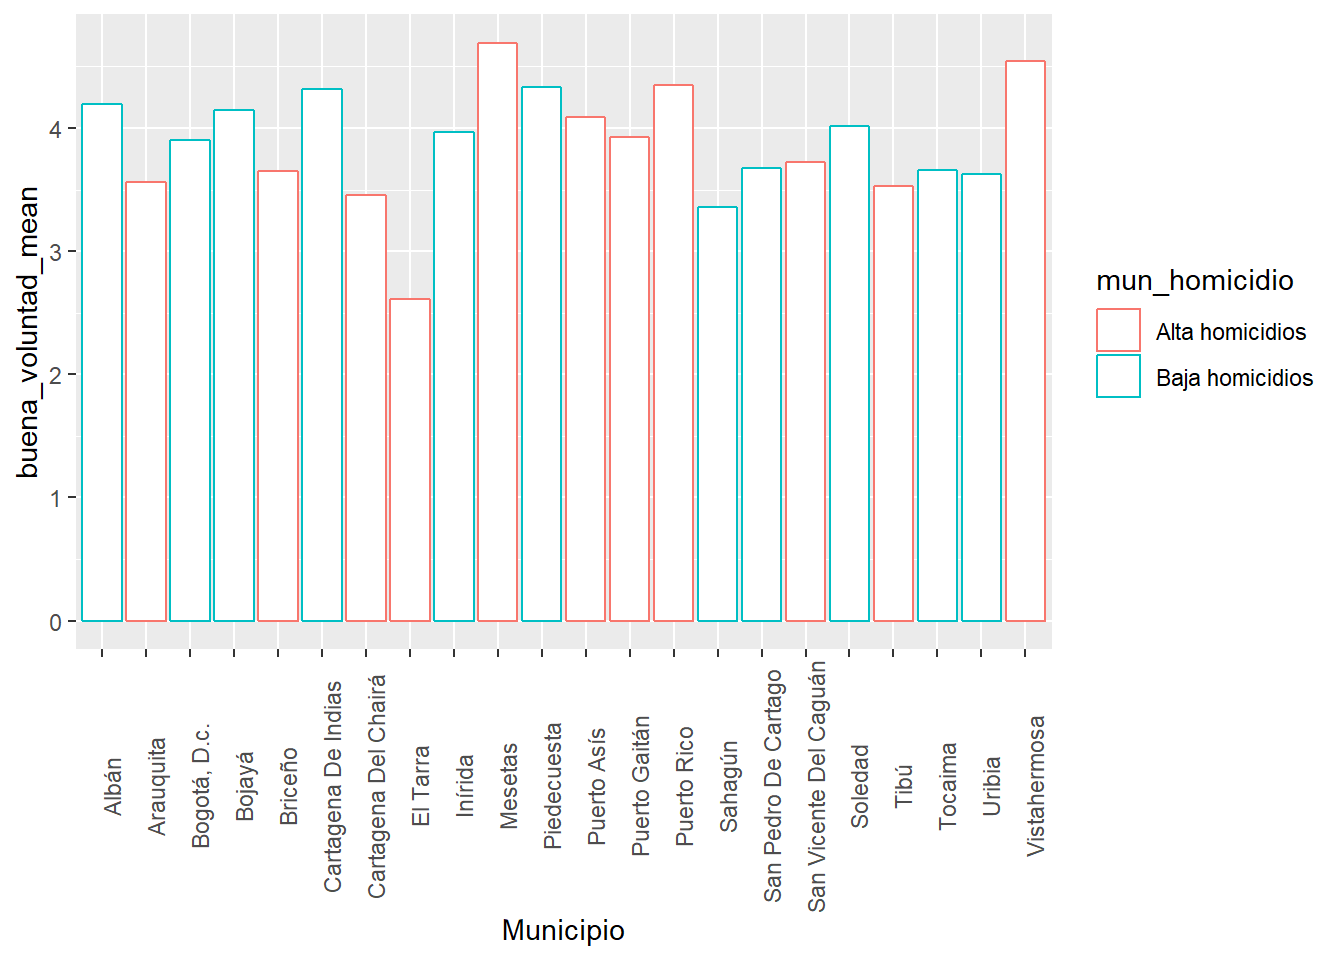 buena_voluntad_mean
4
3
2
1
0
Albán
Arauquita
Bogotá, D.c.
Bojayá
Briceño
Cartagena De Indias
Cartagena Del Chairá
El Tarra
Inírida
Mesetas
Piedecuesta
Puerto Asís
Puerto Gaitán
Puerto Rico
Sahagún
San Pedro De Cartago
San Vicente Del Caguán
Soledad
Tibú
Tocaima
Uribia
Vistahermosa
Municipio
mun_homicidio
Alta homicidios
Baja homicidios